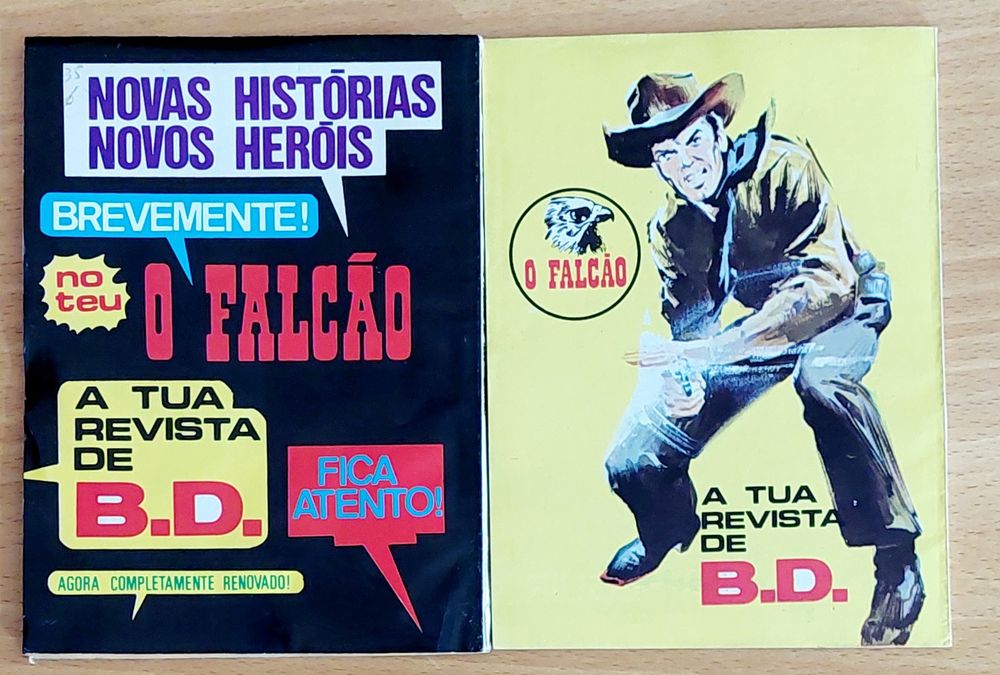 NOVAS HISTÓRIAS
NOVOS HERÓIS
BREVEMENTE!
no
teu
O FALCÃO
A TUA
REVISTA
DE
B.D.
FICA
ATENTO!
AGORA COMPLETAMENTE RENOVADO!
O FALCÃO
A TUA
REVISTA
DE
B.D.